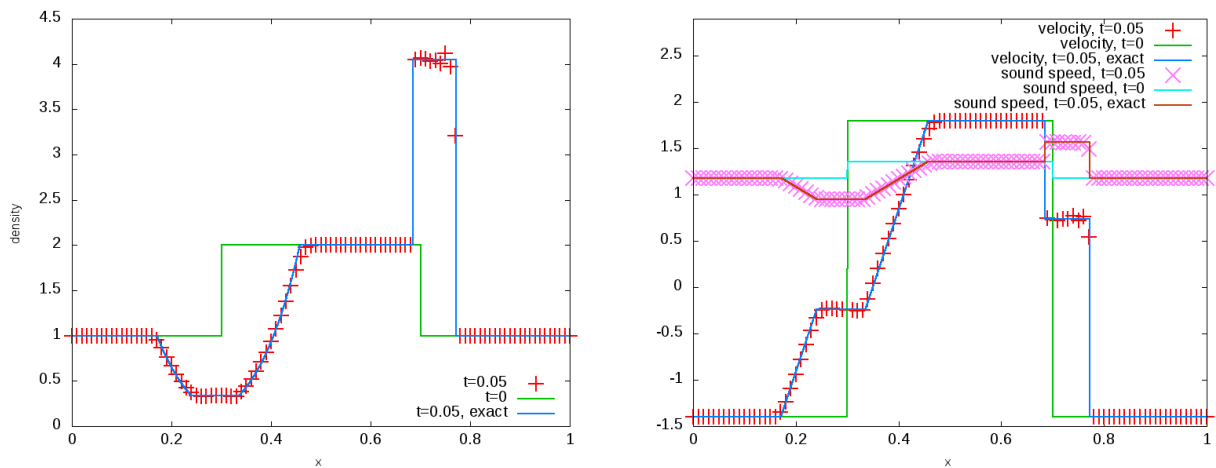 4.5
4
3.5
3
2.5
2
1.5
1
0.5
0
density
0 0.2 0.4 0.6 0.8 1
x
t=0.05
t=0
t=0.05, exact
2.5
2
1.5
1
0.5
0
-0.5
-1
-1.5
0 0.2 0.4 0.6 0.8 1
x
velocity, t=0.05
velocity, t=0
velocity, t=0.05, exact
sound speed, t=0.05
sound speed, t=0
sound speed, t=0.05, exact